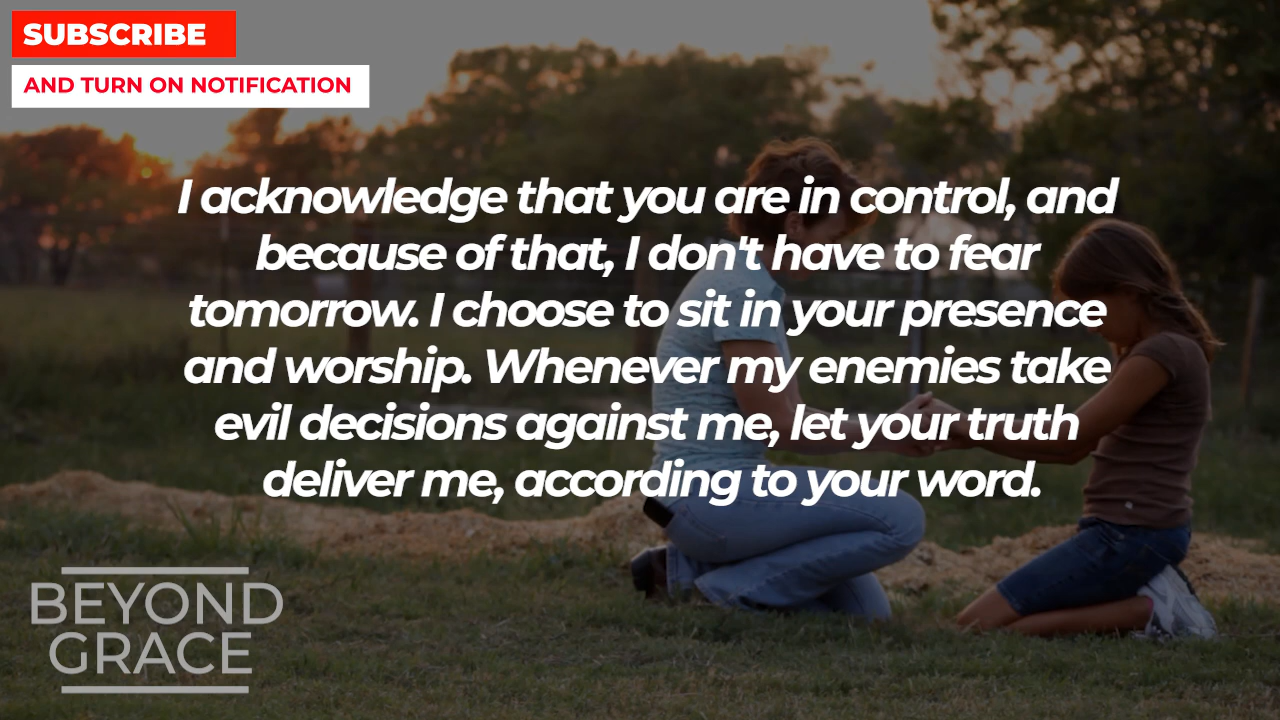 SUBSCRIBE
AND TURN ON NOTIFICATION
I acknowledge that you are in control, and
because of that, I don't have to fear
tomorrow. I choose to sit in your presence
and worship. Whenever my enemies take
evil decisions against me, let your truth
deliver me, according to your word.
BEYOND
GRACE